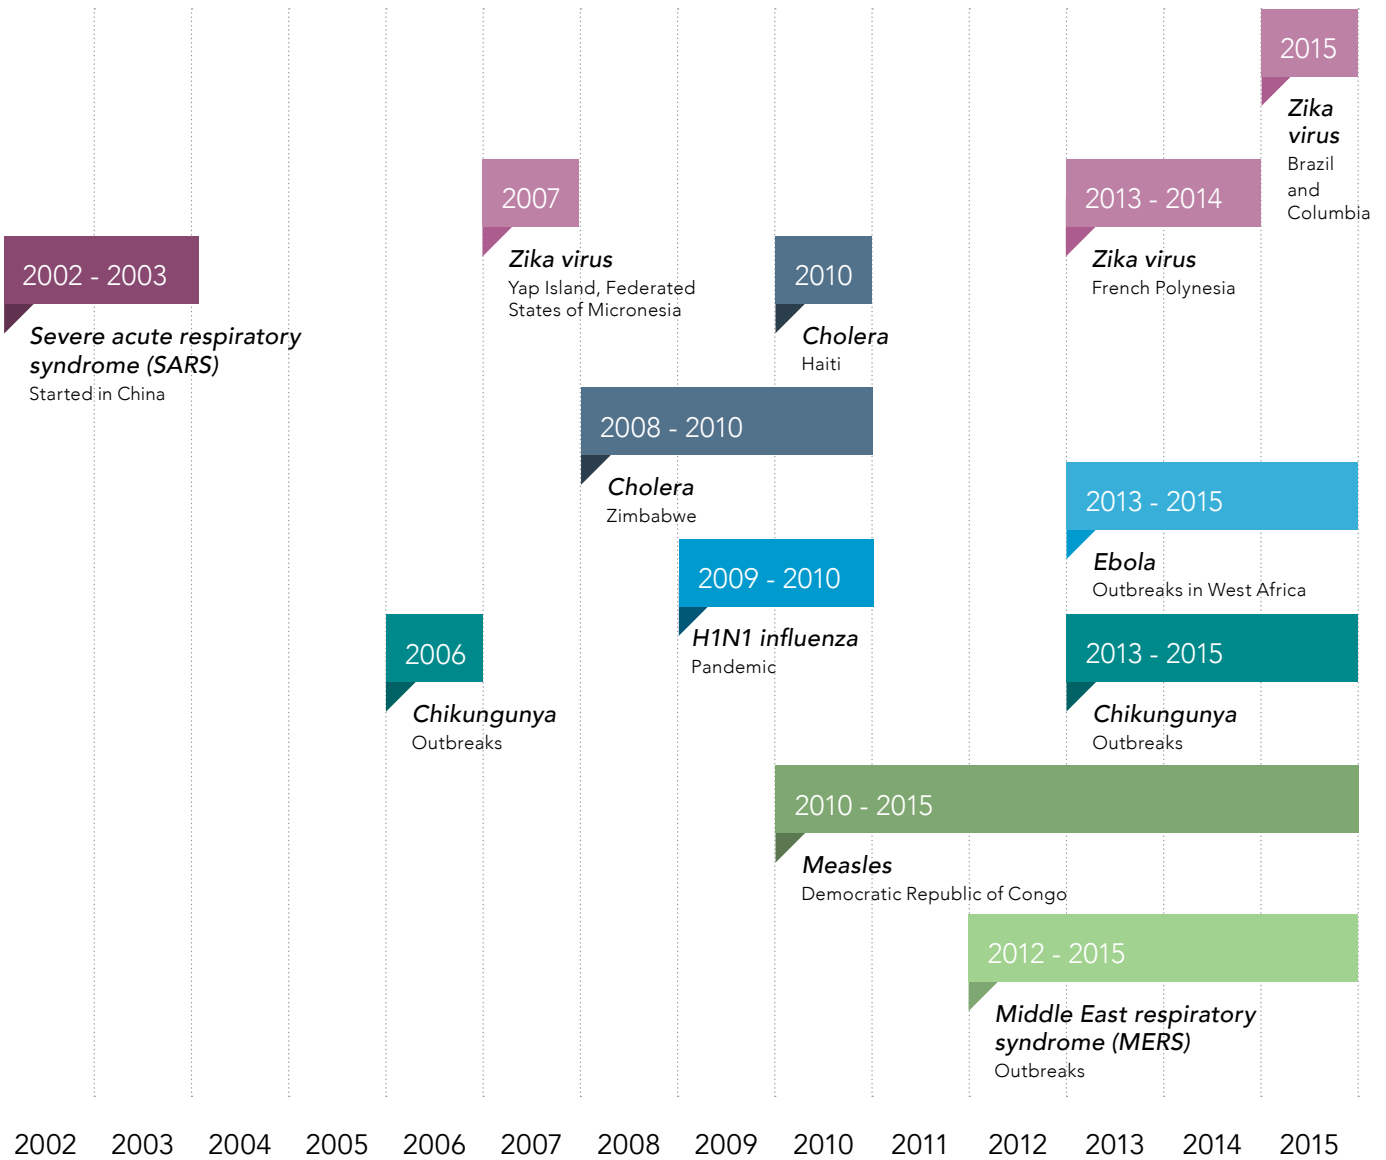 2015
Zika
virus
Brazil
and
Columbia
2007
Zika virus
Yap Island, Federated
States of Micronesia
2013 - 2014
Zika virus
French Polynesia
2002 - 2003
Severe acute respiratory
syndrome (SARS)
Started in China
2010
Cholera
Haiti
2008 - 2010
Cholera
Zimbabwe
2013 - 2015
Ebola
Outbreaks in West Africa
2009 - 2010
H1N1 influenza
Pandemic
2006
Chikungunya
Outbreaks
2013 - 2015
Chikungunya
Outbreaks
2010 - 2015
Measles
Democratic Republic of Congo
2012 - 2015
Middle East respiratory
syndrome (MERS)
Outbreaks
2002 2003 2004 2005 2006 2007 2008 2009 2010 2011 2012 2013 2014 2015